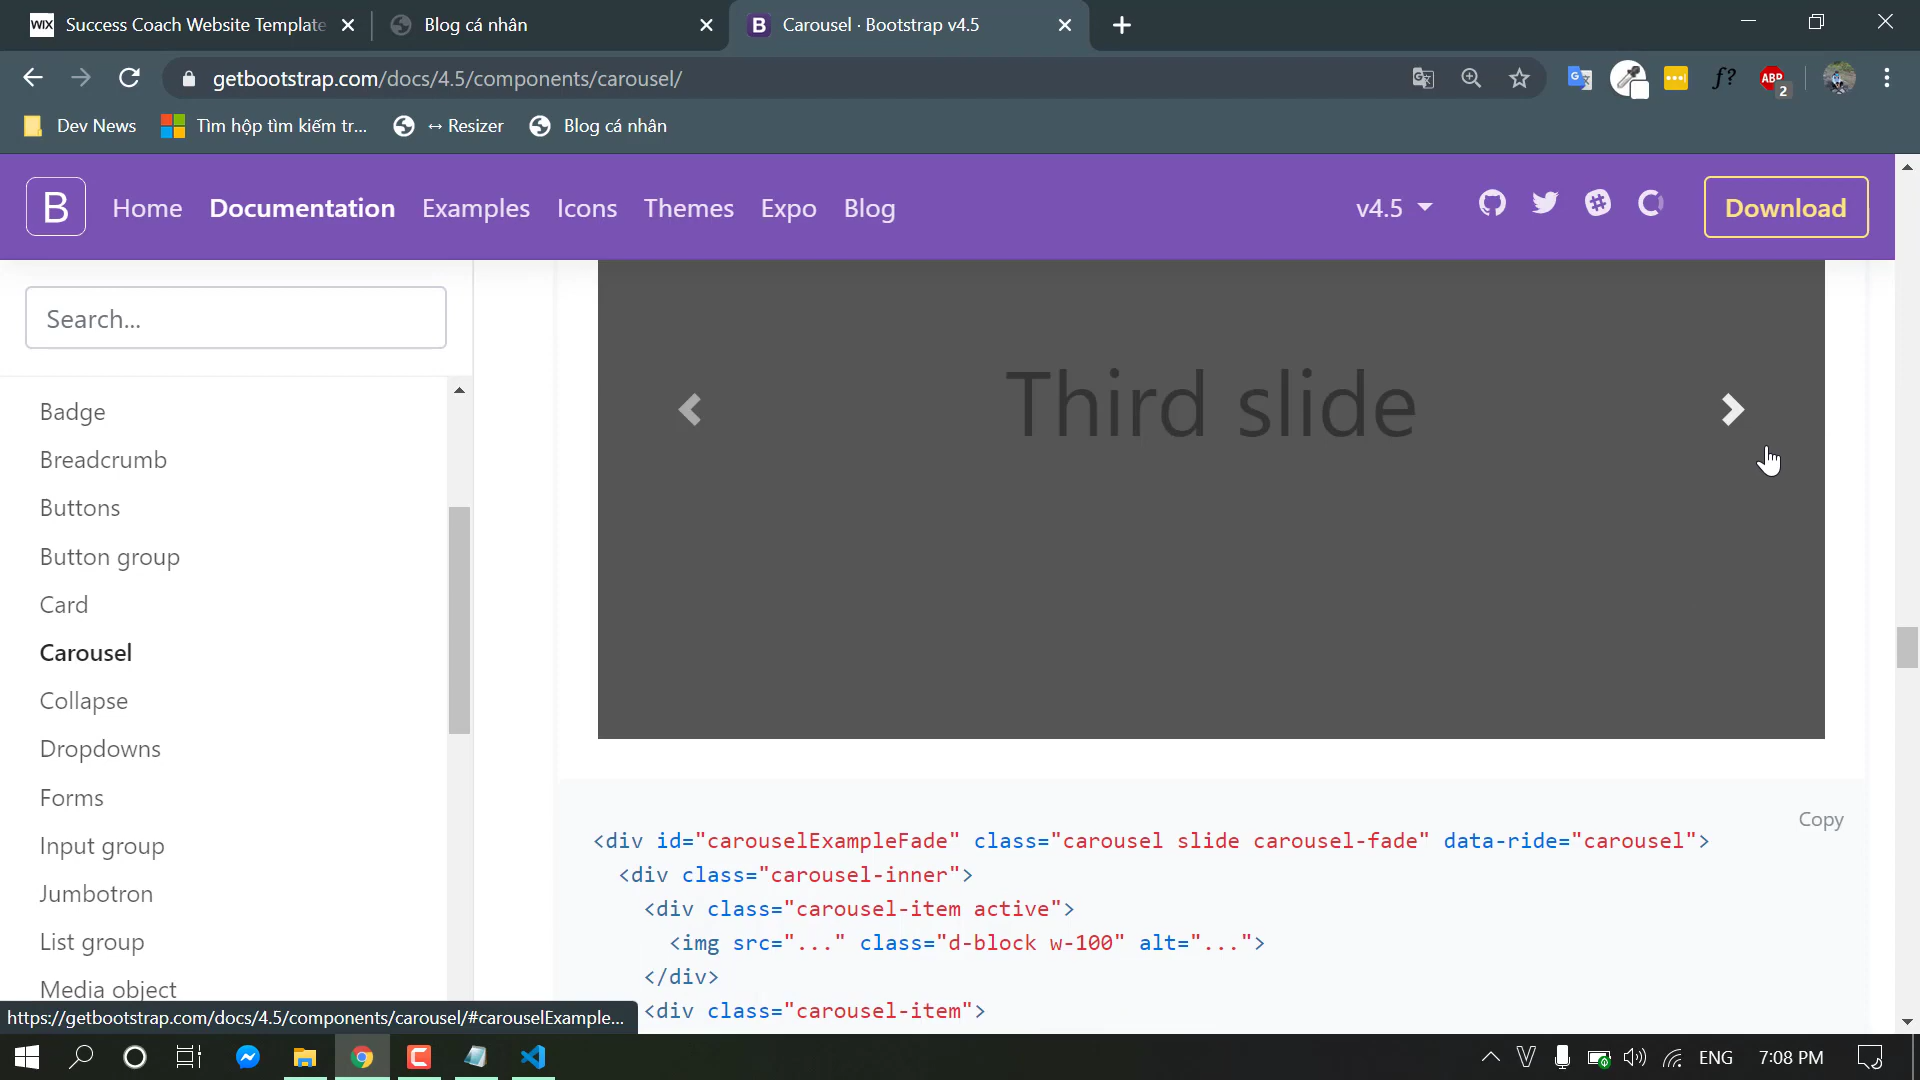 WIX Success Coach Website Template
Blog cá nhân
B Carousel · Bootstrap v4.5
getbootstrap.com/docs/4.5/components/carousel/
f?
ABP
2
Dev News
Tìm hộp tìm kiếm tr...
↔ Resizer
Blog cá nhân
B Home Documentation Examples Icons Themes Expo Blog v4.5 Download
Search...
Badge
Breadcrumb
Buttons
Button group
Card
Carousel
Collapse
Dropdowns
Forms
Input group
Jumbotron
List group
Media object
Third slide
Copy
<div id="carouselExampleFade" class="carousel slide carousel-fade" data-ride="carousel">
<div class="carousel-inner">
<div class="carousel-item active">
<img src="..." class="d-block w-100" alt="...">
</div>
<div class="carousel-item">
https://getbootstrap.com/docs/4.5/components/carousel/#carouselExample...
V ENG 7:08 PM